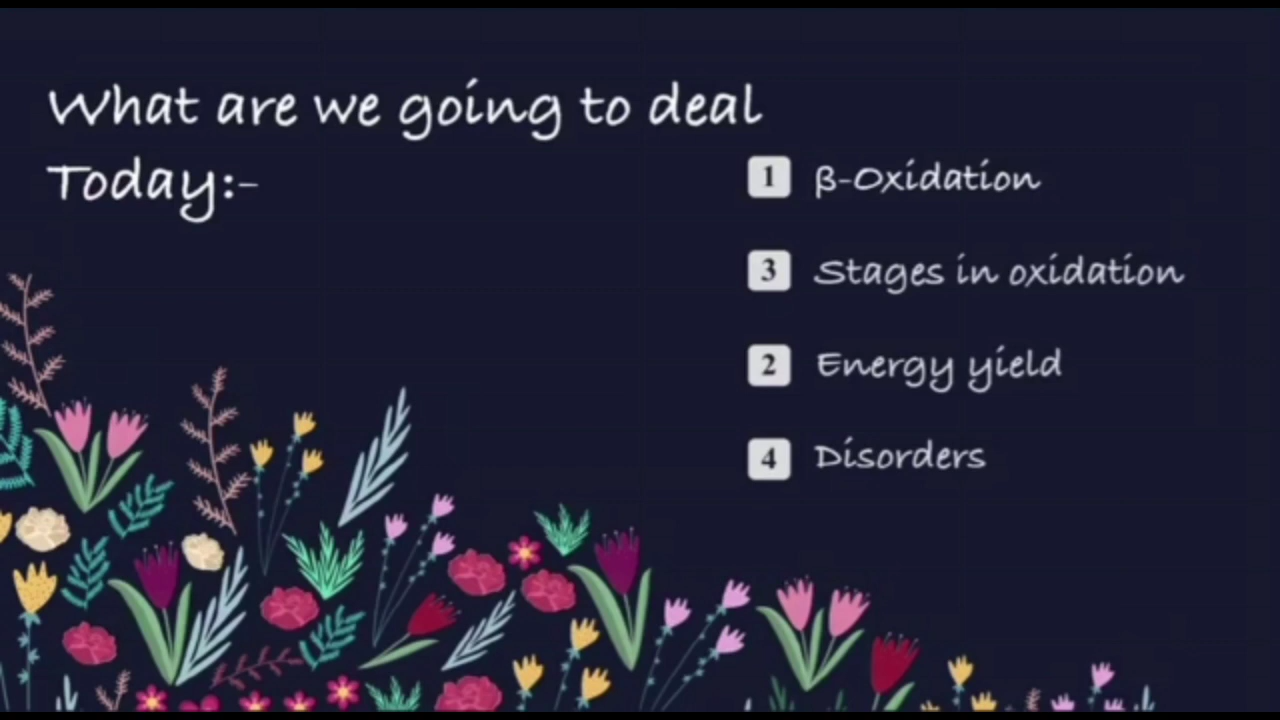 What are we going to deal
Today:-
1 β-Oxidation
3 Stages in oxidation
2 Energy yield
4 Disorders